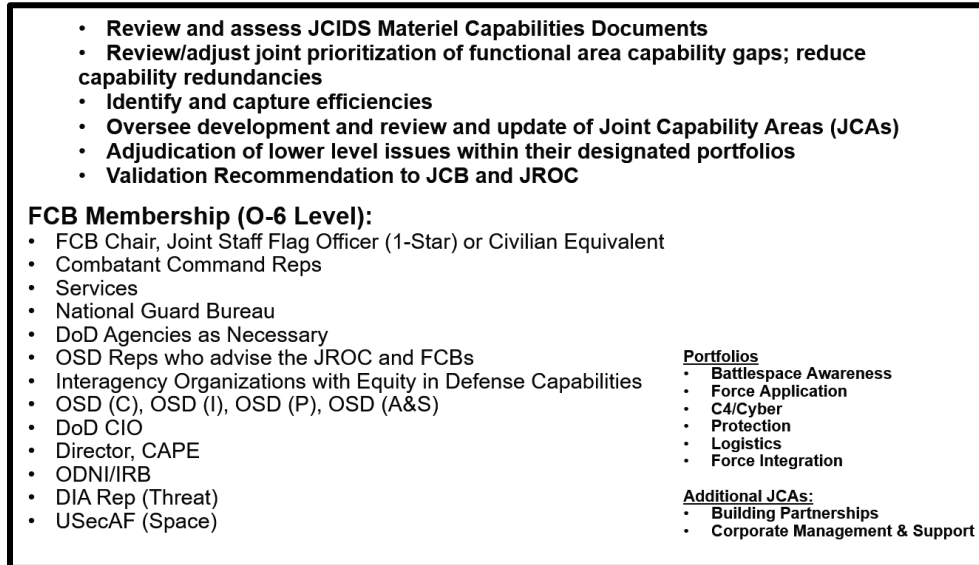 • Review and assess JCIDS Materiel Capabilities Documents
• Review/adjust joint prioritization of functional area capability gaps; reduce
capability redundancies
• Identify and capture efficiencies
• Oversee development and review and update of Joint Capability Areas (JCAs)
• Adjudication of lower level issues within their designated portfolios
• Validation Recommendation to JCB and JROC
FCB Membership (O-6 Level):
• FCB Chair, Joint Staff Flag Officer (1-Star) or Civilian Equivalent
• Combatant Command Reps
• Services
• National Guard Bureau
• DoD Agencies as Necessary
• OSD Reps who advise the JROC and FCBs
• Interagency Organizations with Equity in Defense Capabilities
• OSD (C), OSD (I), OSD (P), OSD (A&S)
• DoD CIO
• Director, CAPE
• ODNI/IRB
• DIA Rep (Threat)
• USecAF (Space)
Portfolios
• Battlespace Awareness
• Force Application
• C4/Cyber
• Protection
• Logistics
• Force Integration
Additional JCAs:
• Building Partnerships
• Corporate Management & Support